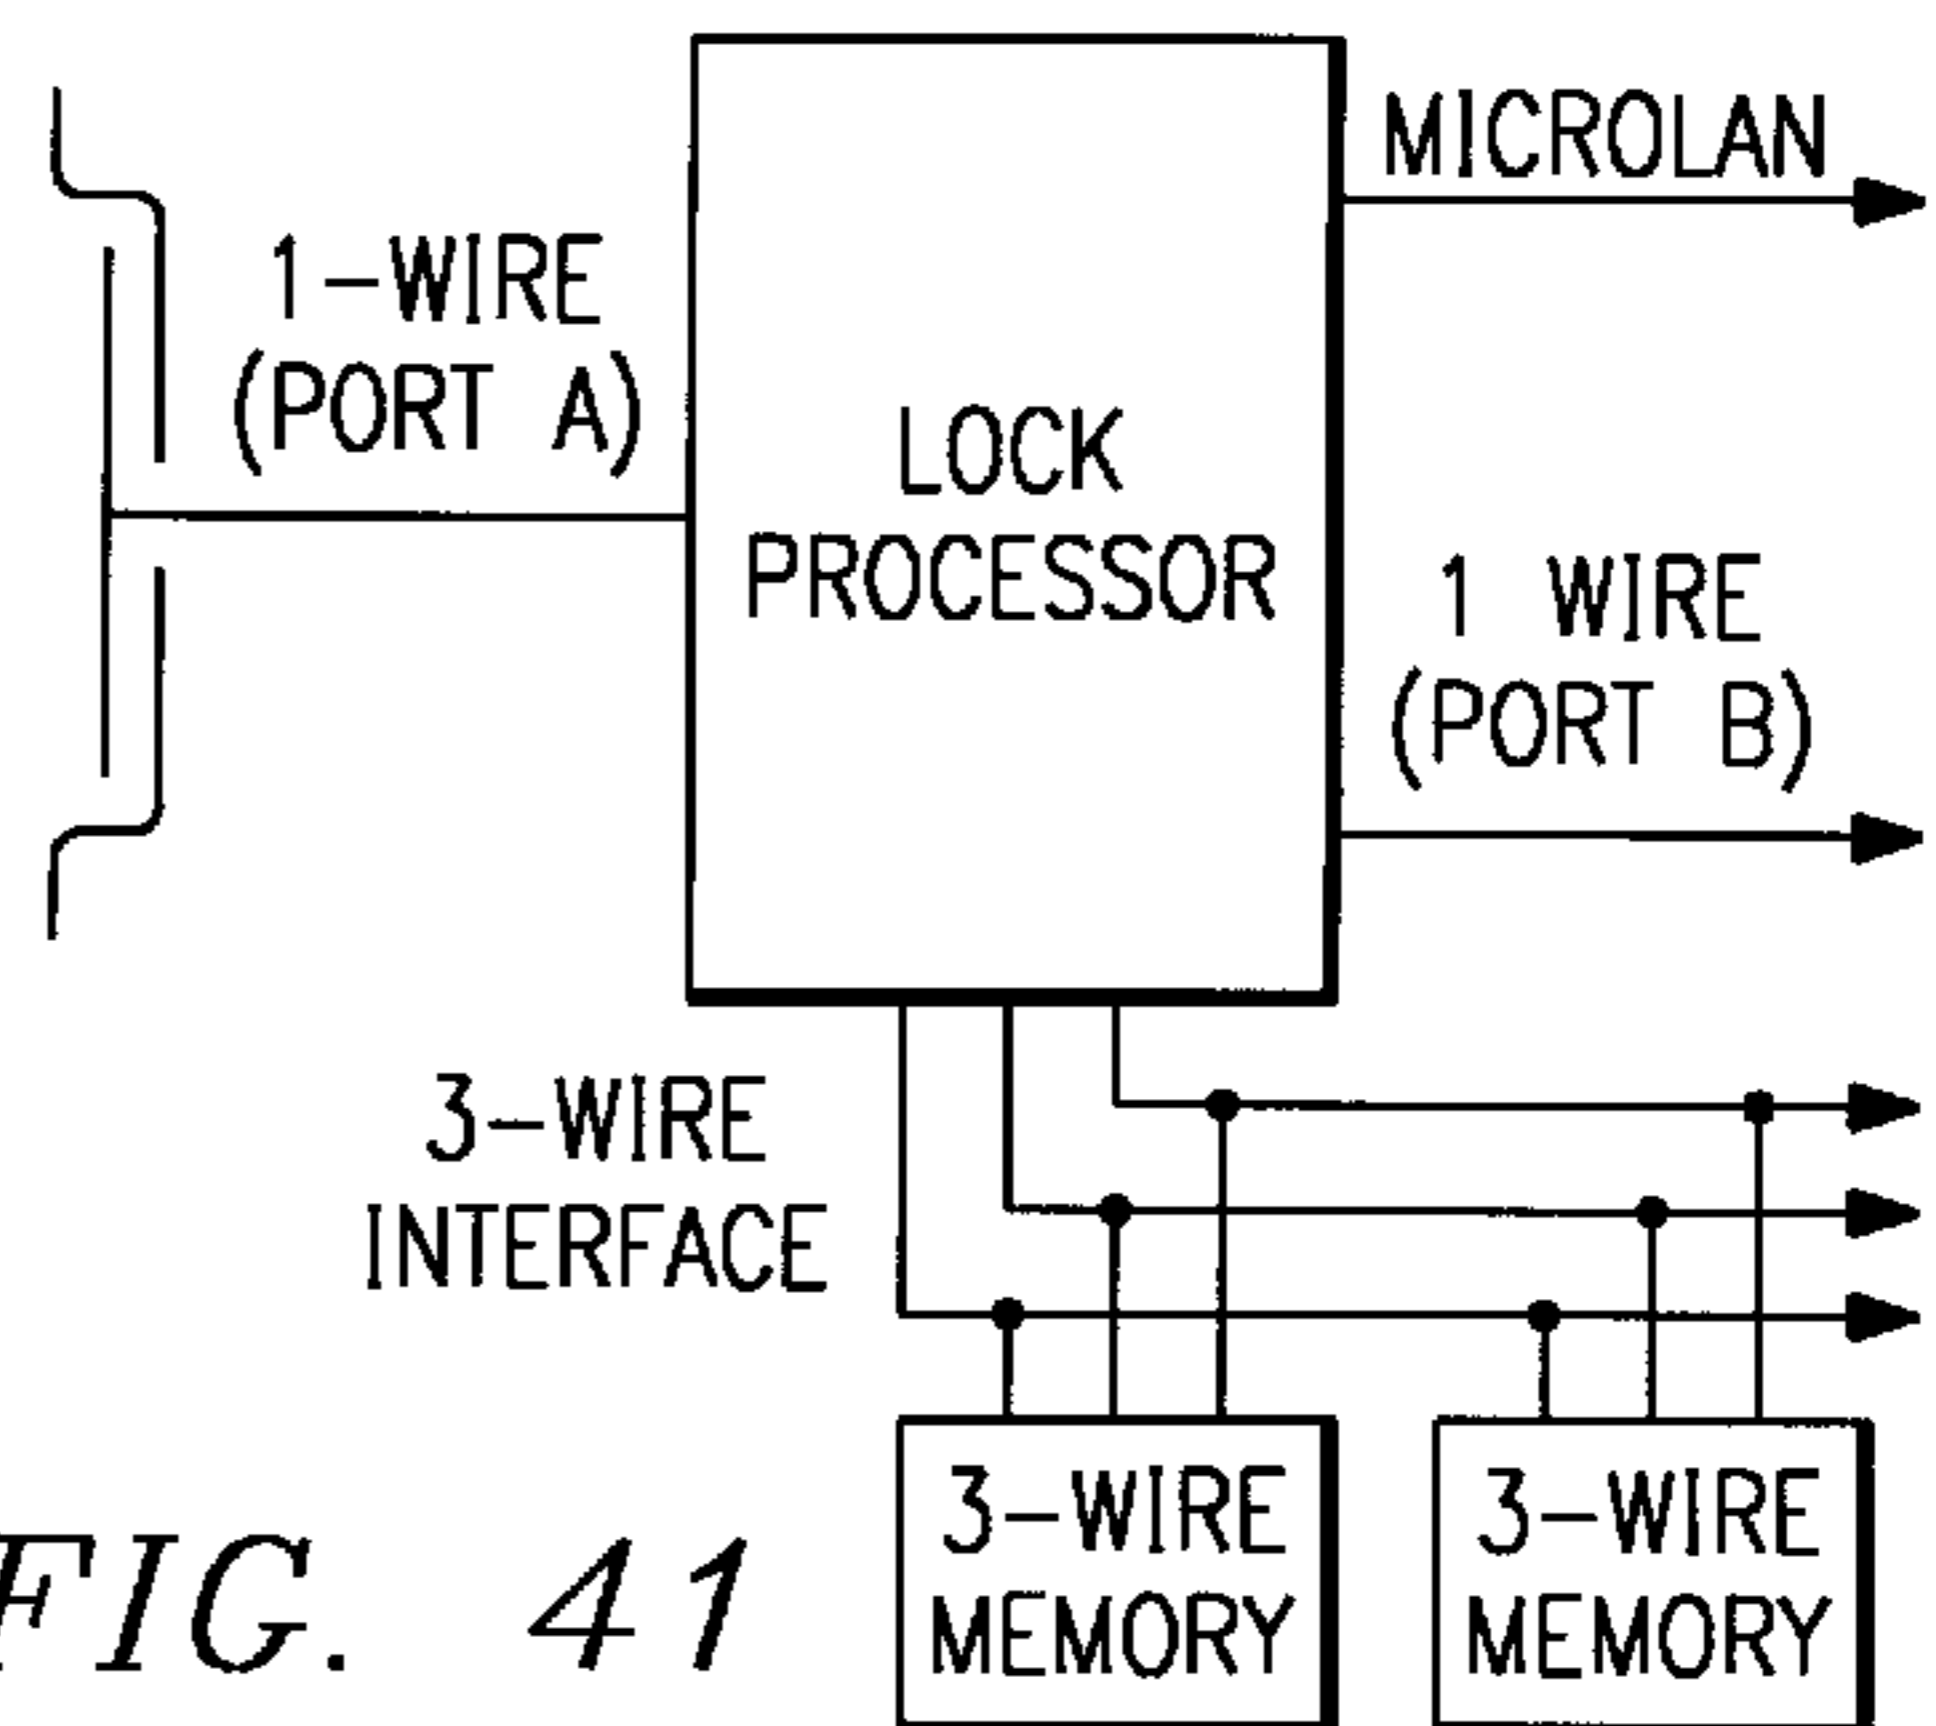 MICROLAN
1-WIRE
(PORT A)
LOCK
PROCESSOR
1 WIRE
(PORT B)
3-WIRE
INTERFACE
3-WIRE
MEMORY
3-WIRE
MEMORY
FIG. 41